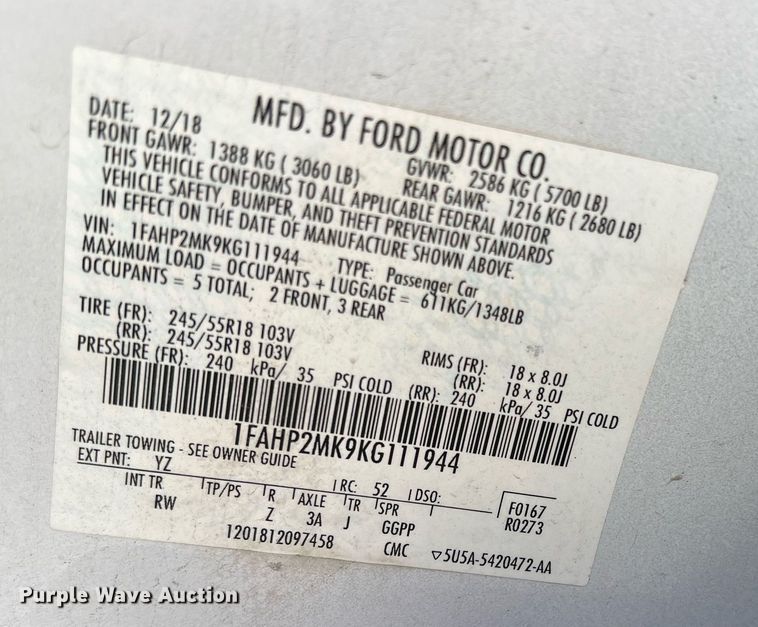 MFD. BY FORD MOTOR CO.
DATE: 12/18 GVWR: 2586 KG ( 5700 LB)
FRONT GAWR: 1388 KG ( 3060 LB) REAR GAWR: 1216 KG ( 2680 LB)
THIS VEHICLE CONFORMS TO ALL APPLICABLE FEDERAL MOTOR
VEHICLE SAFETY, BUMPER, AND THEFT PREVENTION STANDARDS
IN EFFECT ON THE DATE OF MANUFACTURE SHOWN ABOVE.
VIN: 1FAHP2MK9KG111944 TYPE: Passenger Car
MAXIMUM LOAD = OCCUPANTS + LUGGAGE = 611KG/1348LB
OCCUPANTS = 5 TOTAL; 2 FRONT, 3 REAR
TIRE (FR): 245/55R18 103V RIMS (FR): 18 x 8.0J
(RR): 245/55R18 103V (RR): 18 x 8.0J
PRESSURE (FR): 240 kPa/ 35 PSI COLD (RR): 240 kPa/ 35 PSI COLD
1FAHP2MK9KG111944
TRAILER TOWING - SEE OWNER GUIDE
EXT PNT: YZ RC: 52 DSO: F0167
INT TR TP/PS R AXLE TR SPR R0273
RW Z 3A J GGPP
1201812097458 CMC ▽5U5A-5420472-AA
Purple Wave Auction